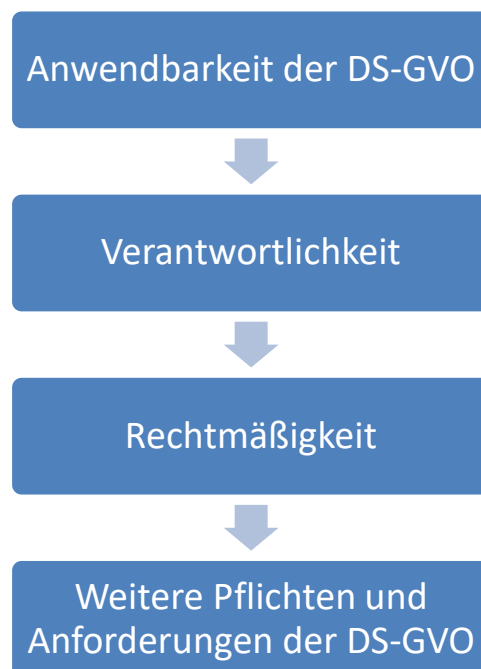 Anwendbarkeit der DS-GVO
Verantwortlichkeit
Rechtmäßigkeit
Weitere Pflichten und
Anforderungen der DS-GVO